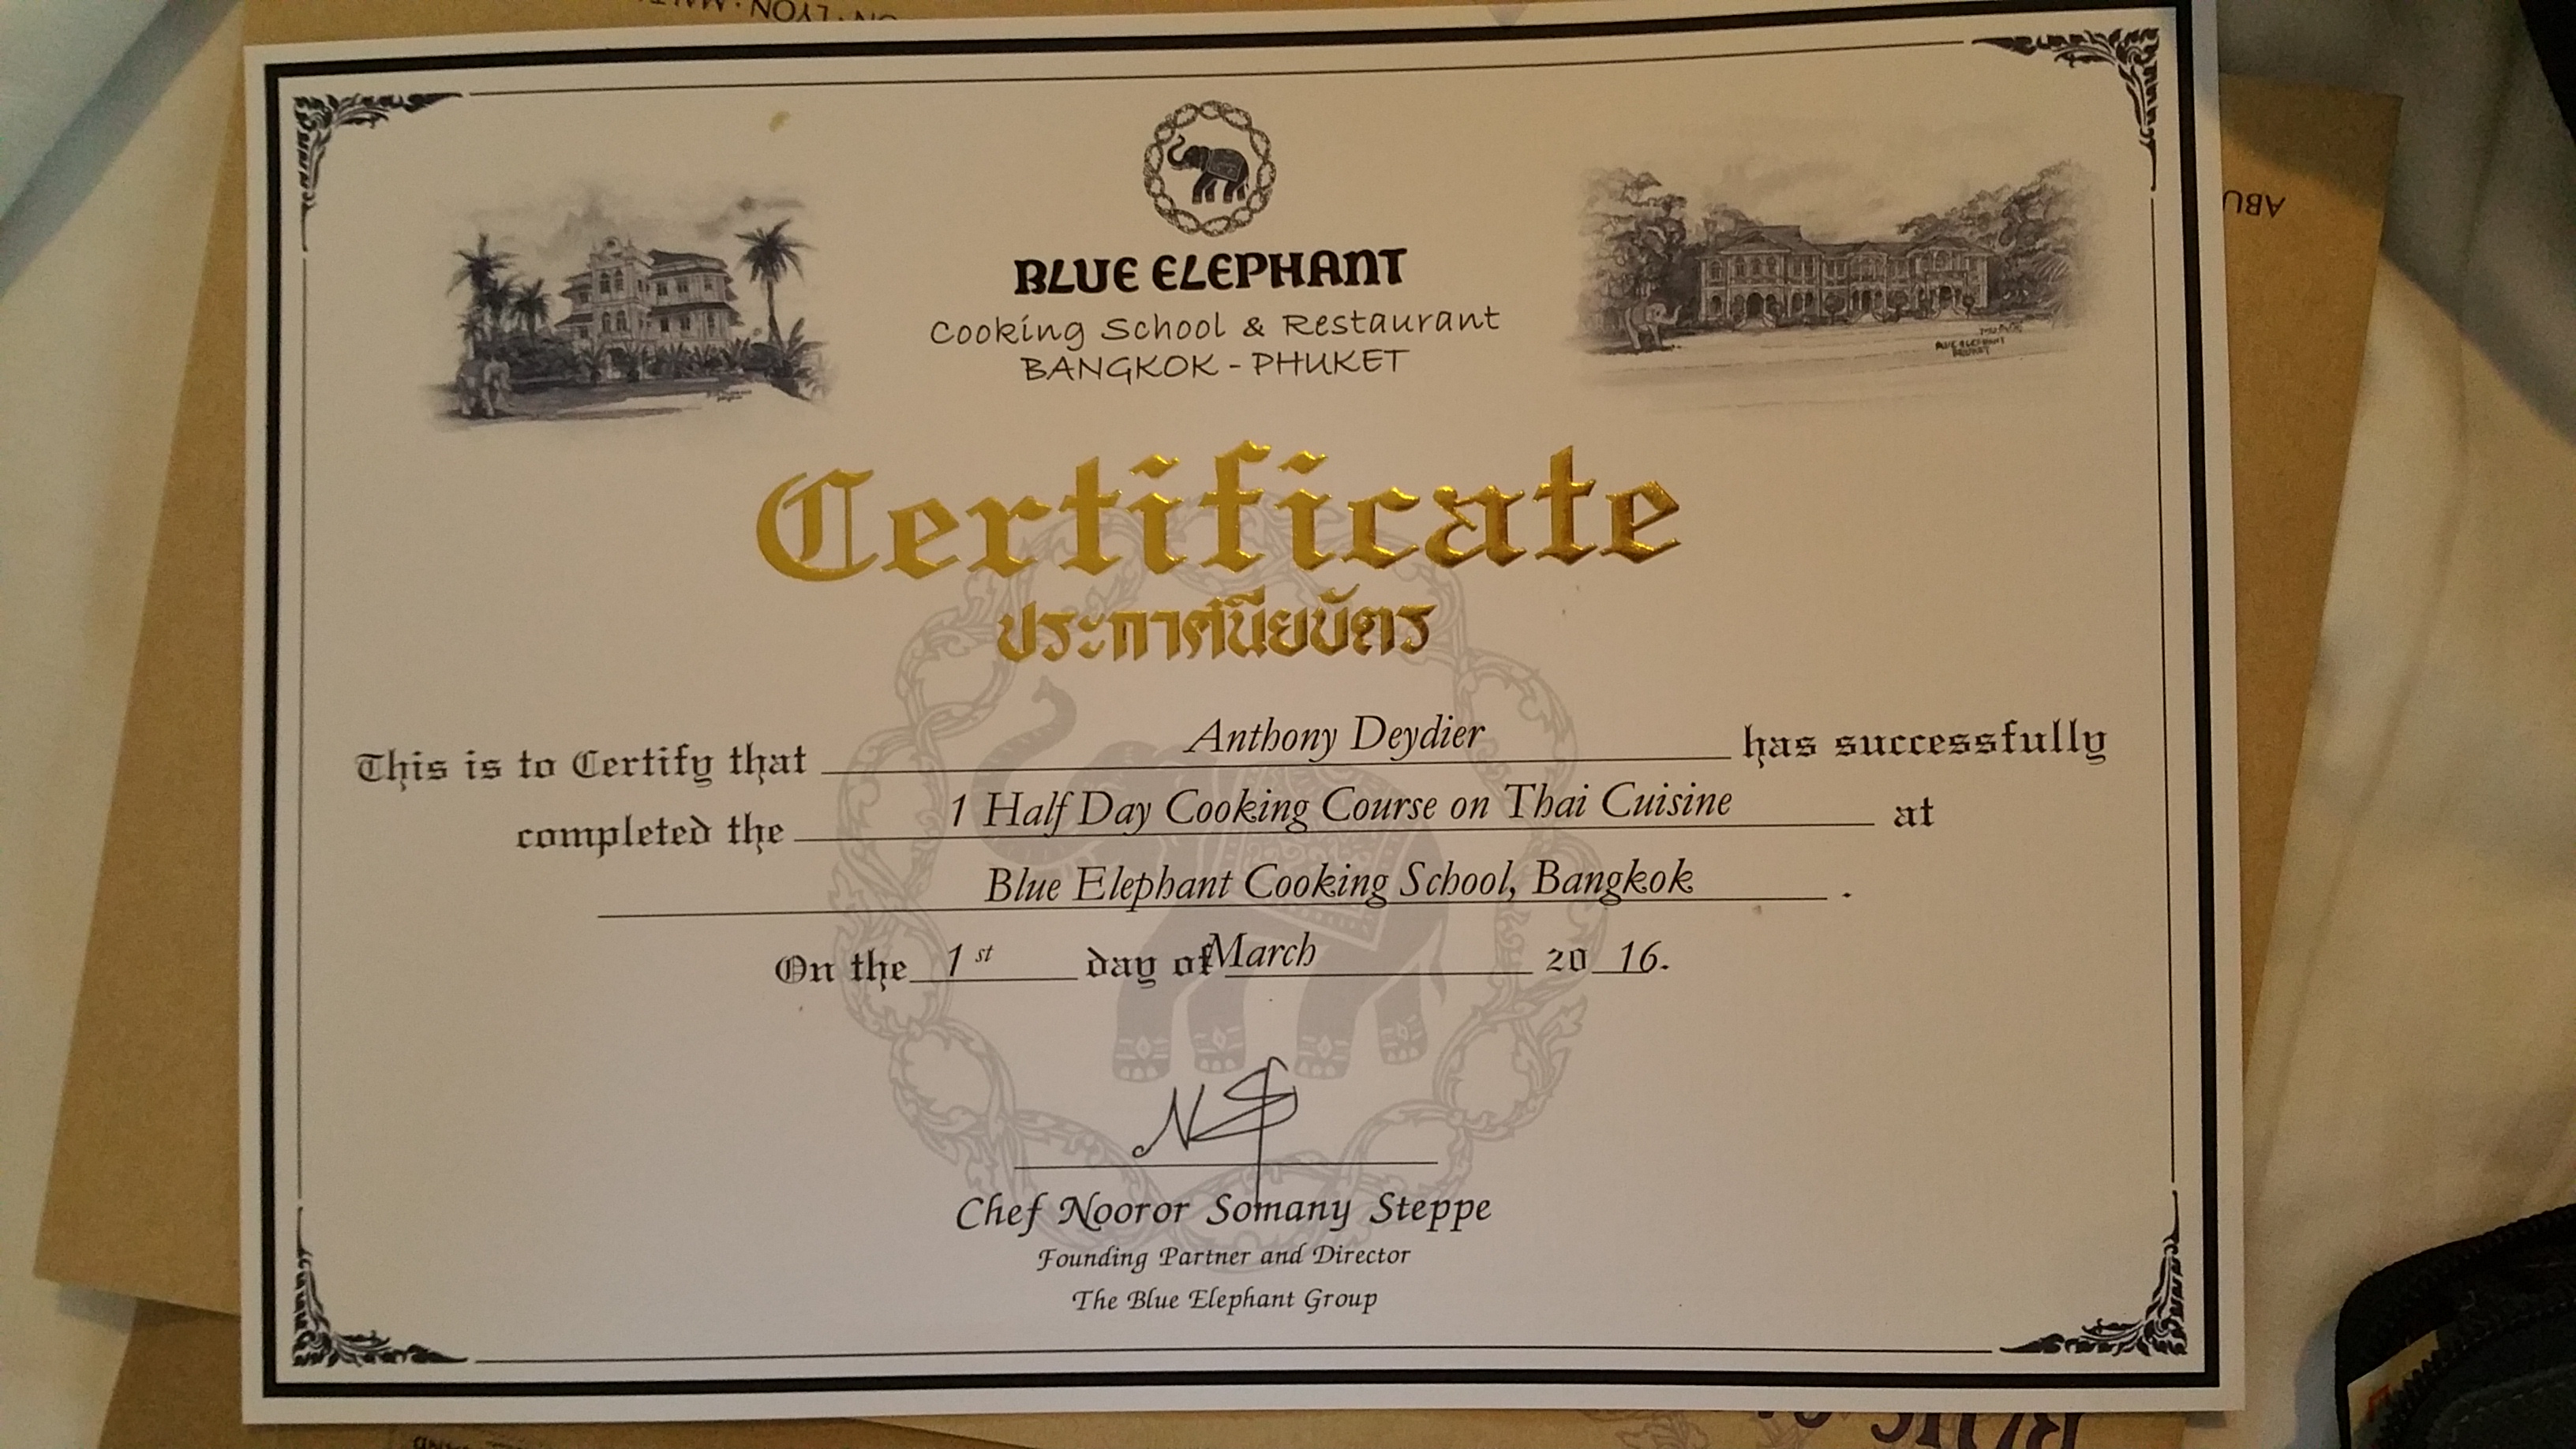 BLUE ELEPHANT
Cooking School & Restaurant
BANGKOK - PHUKET
Certificate
ประกาศนียบัตร
This is to Certify that Anthony Deydier has successfully
completed the 1 Half Day Cooking Course on Thai Cuisine at
Blue Elephant Cooking School, Bangkok .
On the 1st day of March 20 16.
Chef Nooror Somany Steppe
Founding Partner and Director
The Blue Elephant Group